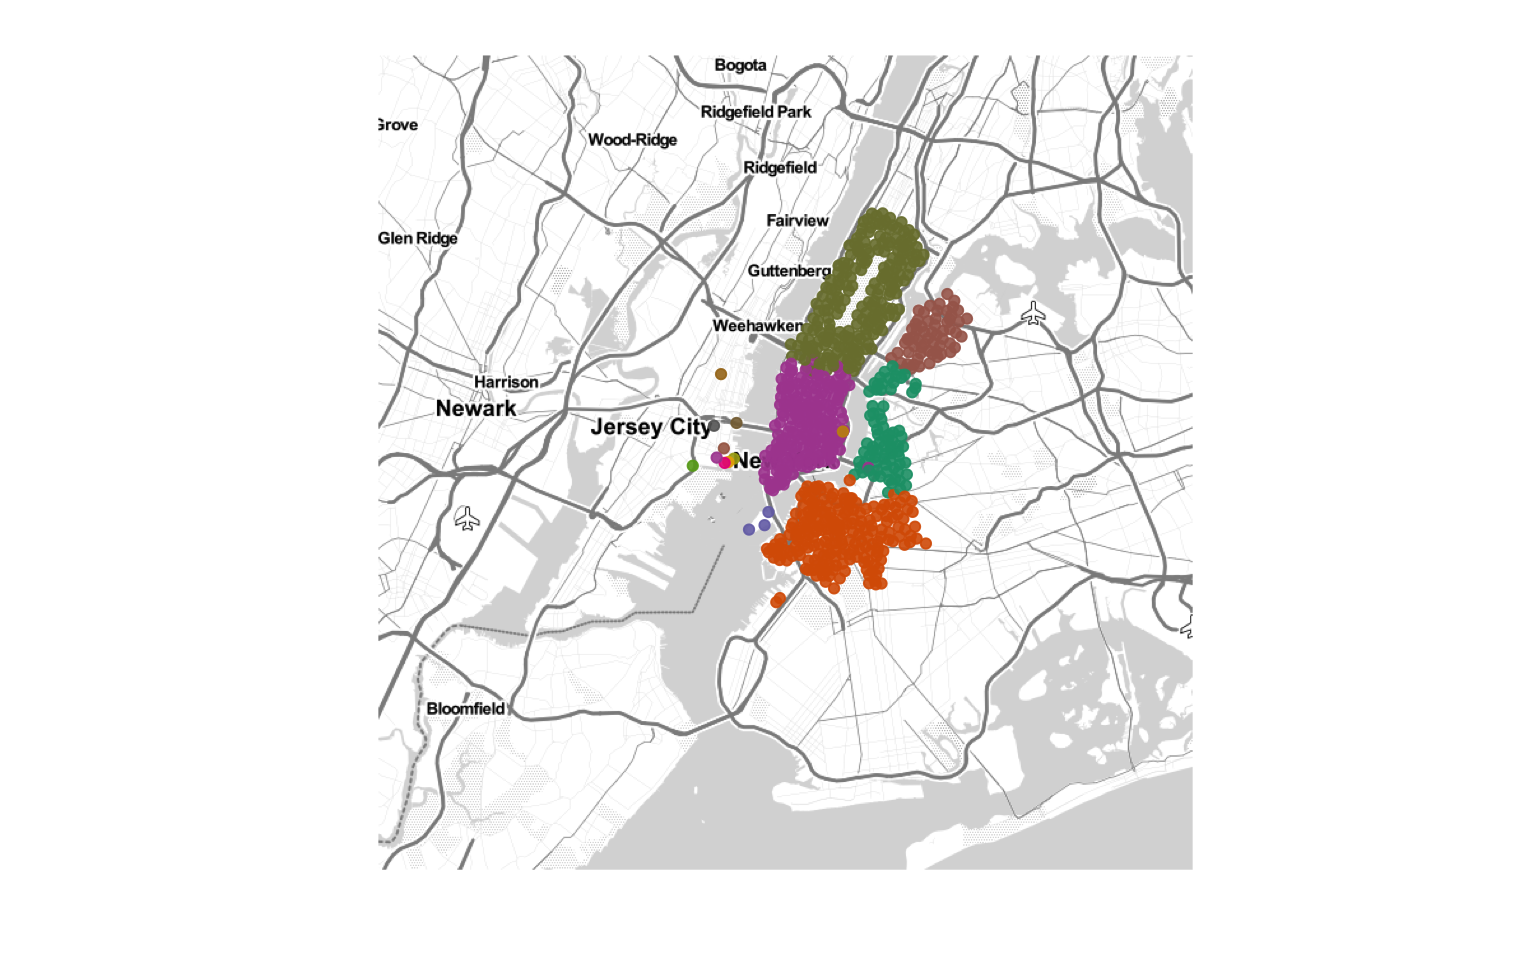 Bogota
Ridgefield Park
Grove
Wood-Ridge
Ridgefield
Fairview
Glen Ridge
Guttenberg
Weehawken
Harrison
Newark
Jersey City
Ne
Bloomfield